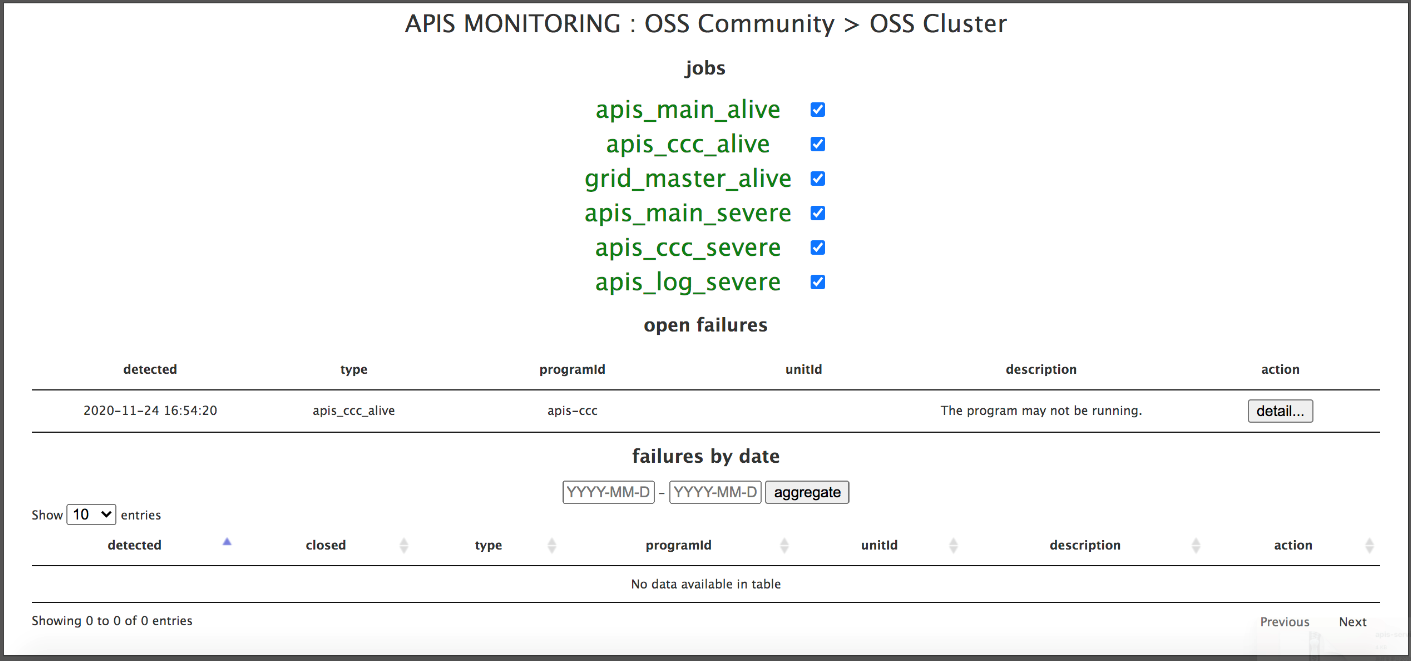 APIS MONITORING : OSS Community > OSS Cluster
jobs
apis_main_alive
apis_ccc_alive
grid_master_alive
apis_main_severe
apis_ccc_severe
apis_log_severe
open failures
detected type programId unitId description action
2020-11-24 16:54:20 apis_ccc_alive apis-ccc The program may not be running. detail...
failures by date
YYYY-MM-D – YYYY-MM-D aggregate
Show 10 entries
detected closed type programId unitId description action
No data available in table
Showing 0 to 0 of 0 entries Previous Next